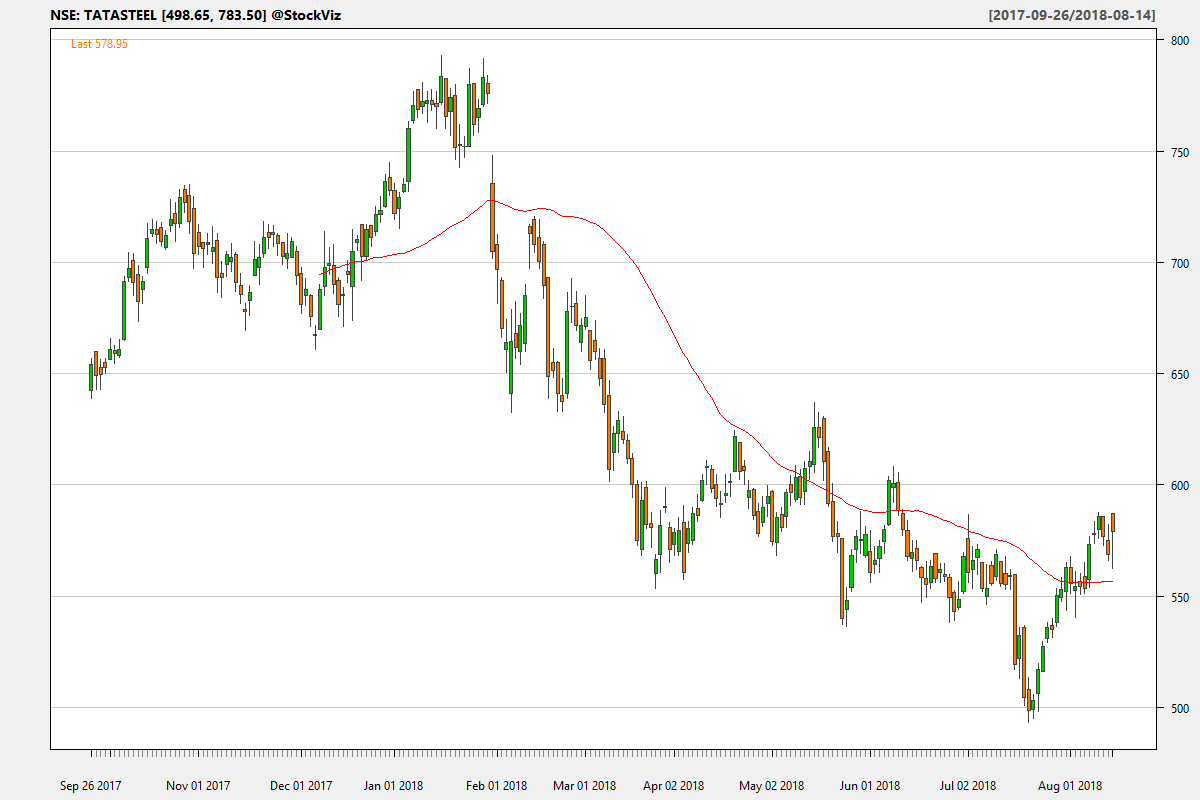 NSE: TATASTEEL [498.65, 783.50] @StockViz
[2017-09-26/2018-08-14]
Last 578.95
800
750
700
650
600
550
500
Sep 26 2017 Nov 01 2017 Dec 01 2017 Jan 01 2018 Feb 01 2018 Mar 01 2018 Apr 02 2018 May 02 2018 Jun 01 2018 Jul 02 2018 Aug 01 2018